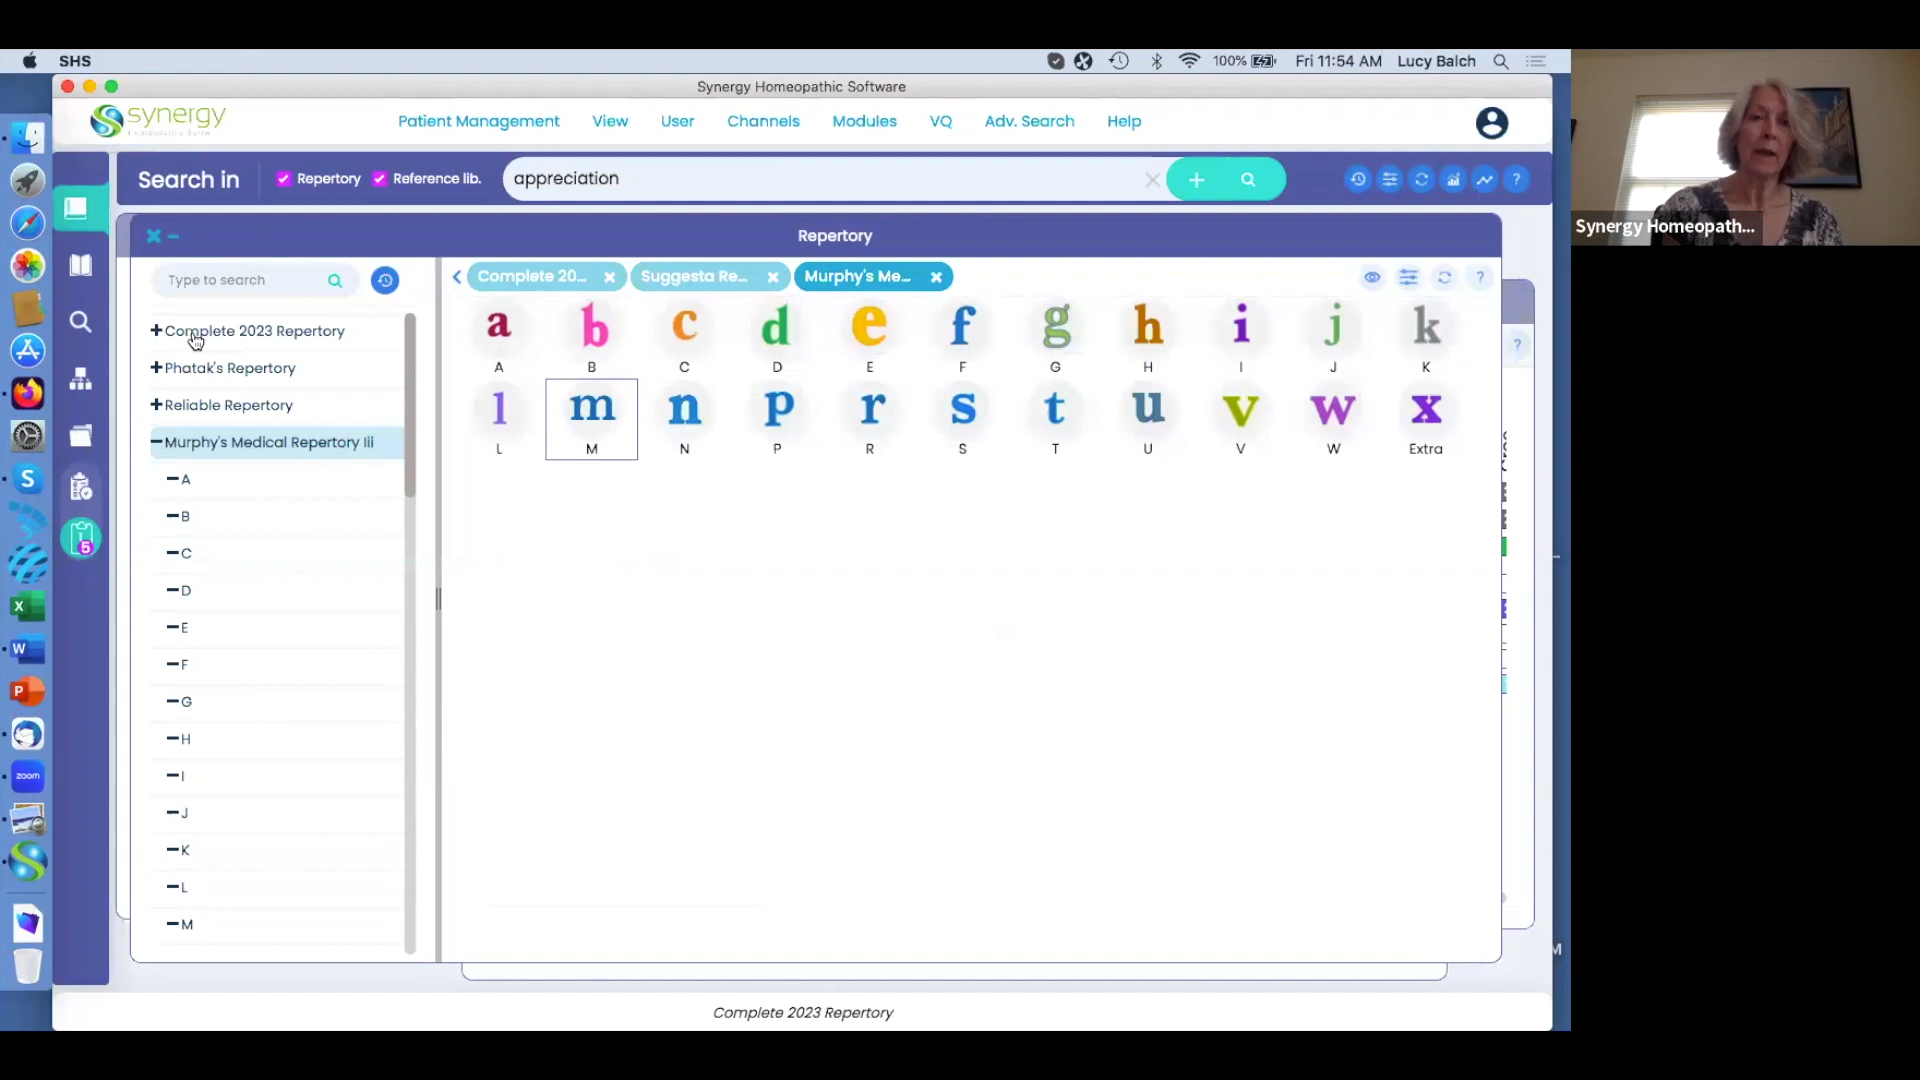 SHS
100%
Fri 11:54 AM
Lucy Balch
Synergy Homeopathic Software
synergy
Patient Management
View
User
Channels
Modules
VQ
Adv. Search
Help
Search in
Repertory
Reference lib.
appreciation
+
?
Synergy Homeopath...
Repertory
Type to search
Complete 20...
Suggesta Re...
Murphy's Me...
?
+Complete 2023 Repertory
+Phatak's Repertory
+Reliable Repertory
Murphy's Medical Repertory Iii
A
B
C
D
E
F
G
H
I
J
K
L
M
a b c d e f g h i j k
A B C D E F G H I J K
l m n p r s t u v w x
L M N P R S T U V W Extra
?
5
X
W
P
S
zoom
Complete 2023 Repertory